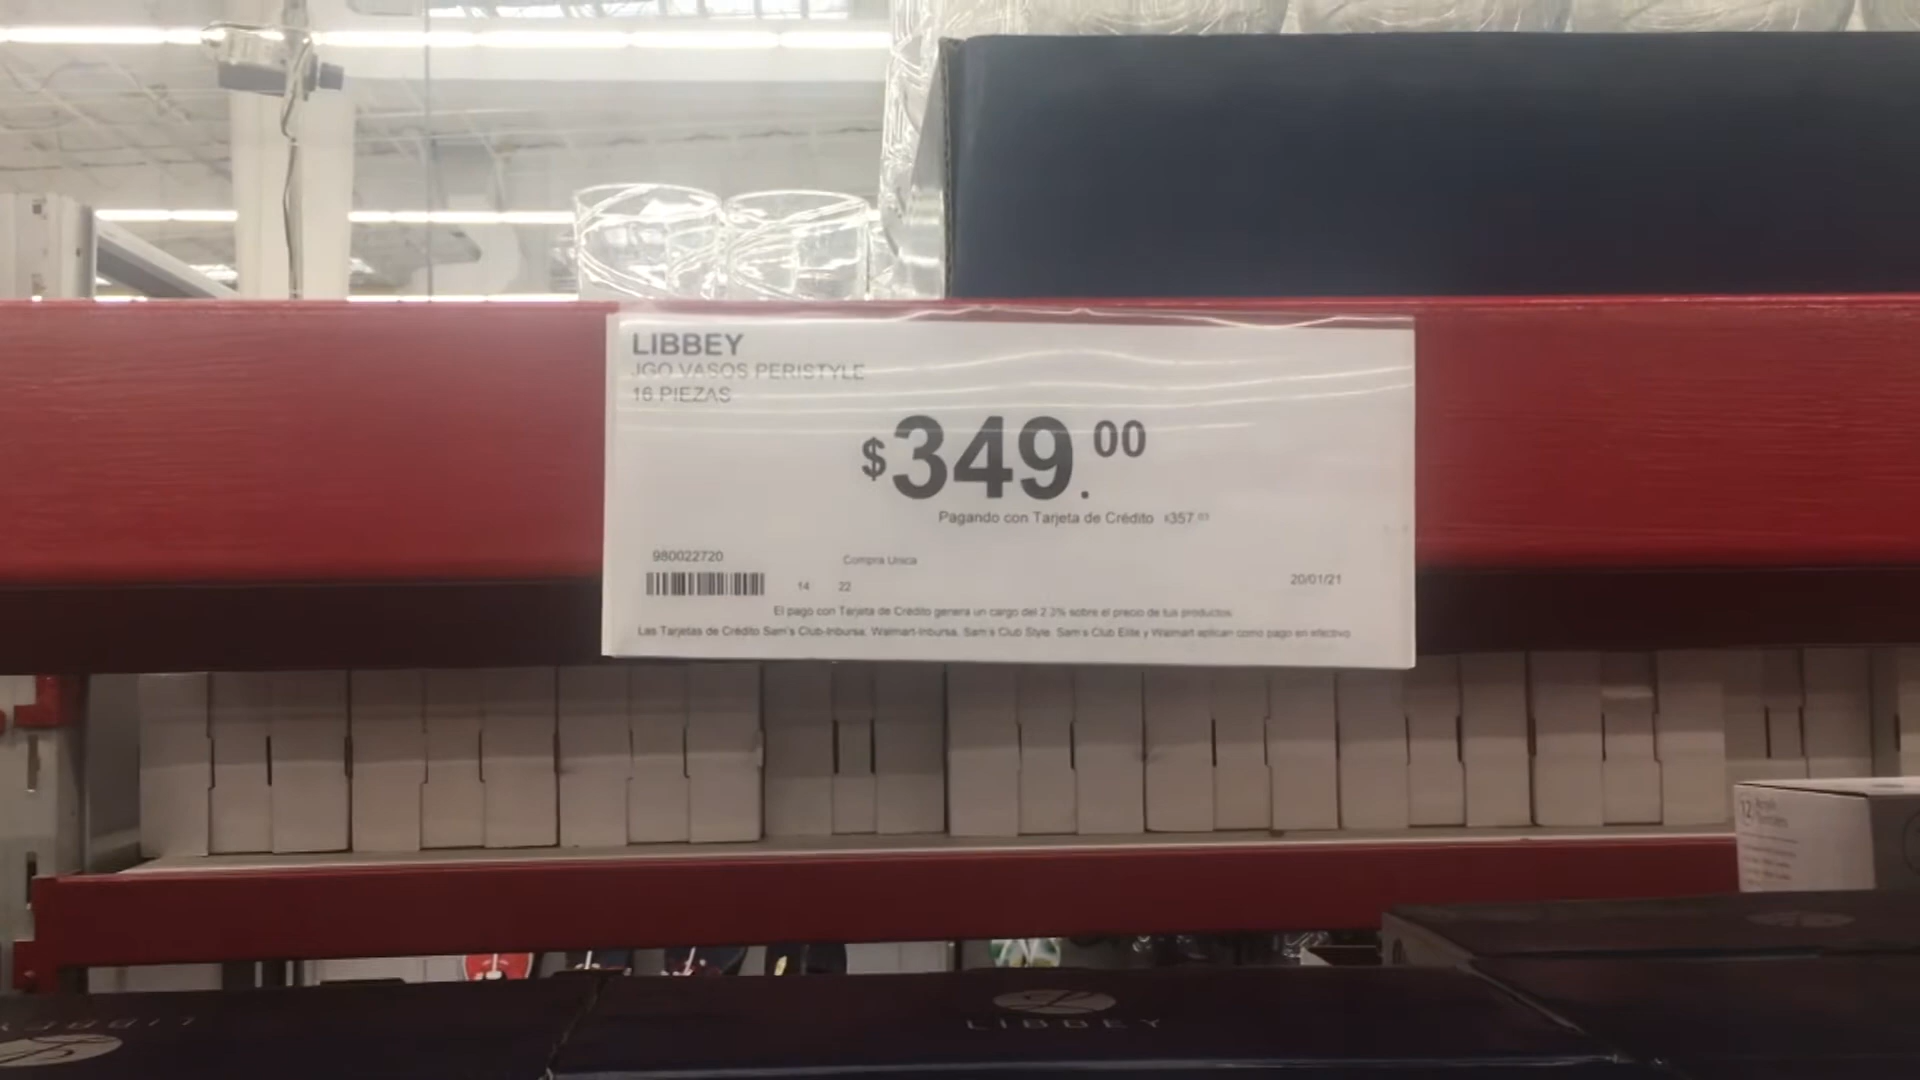 LIBBEY
JGO VASOS PERISTYLE
16 PIEZAS
$349.00
Pagando con Tarjeta de Crédito $357.03
980022720
Compra Unica
14 22
20/01/21
El pago con Tarjeta de Crédito genera un cargo del 2.3% sobre el precio de tus productos.
Las Tarjetas de Crédito Sam's Club-Inbursa, Walmart-Inbursa, Sam's Club Style, Sam's Club Elite y Walmart aplican como pago en efectivo
12
LIBBEY
LIBBEY